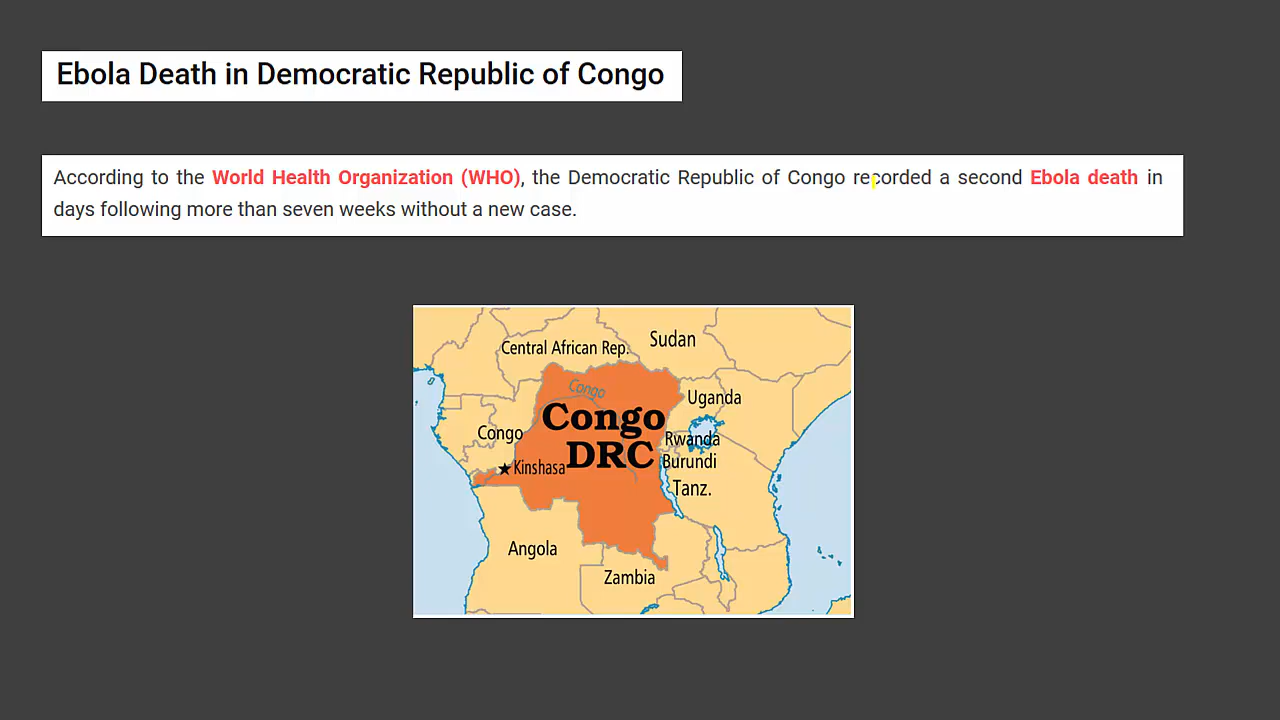 Ebola Death in Democratic Republic of Congo
According to the World Health Organization (WHO), the Democratic Republic of Congo recorded a second Ebola death in
days following more than seven weeks without a new case.
Sudan
Central African Rep.
Congo
Uganda
Congo
DRC
Congo
Rwanda
Burundi
Kinshasa
Tanz.
Angola
Zambia